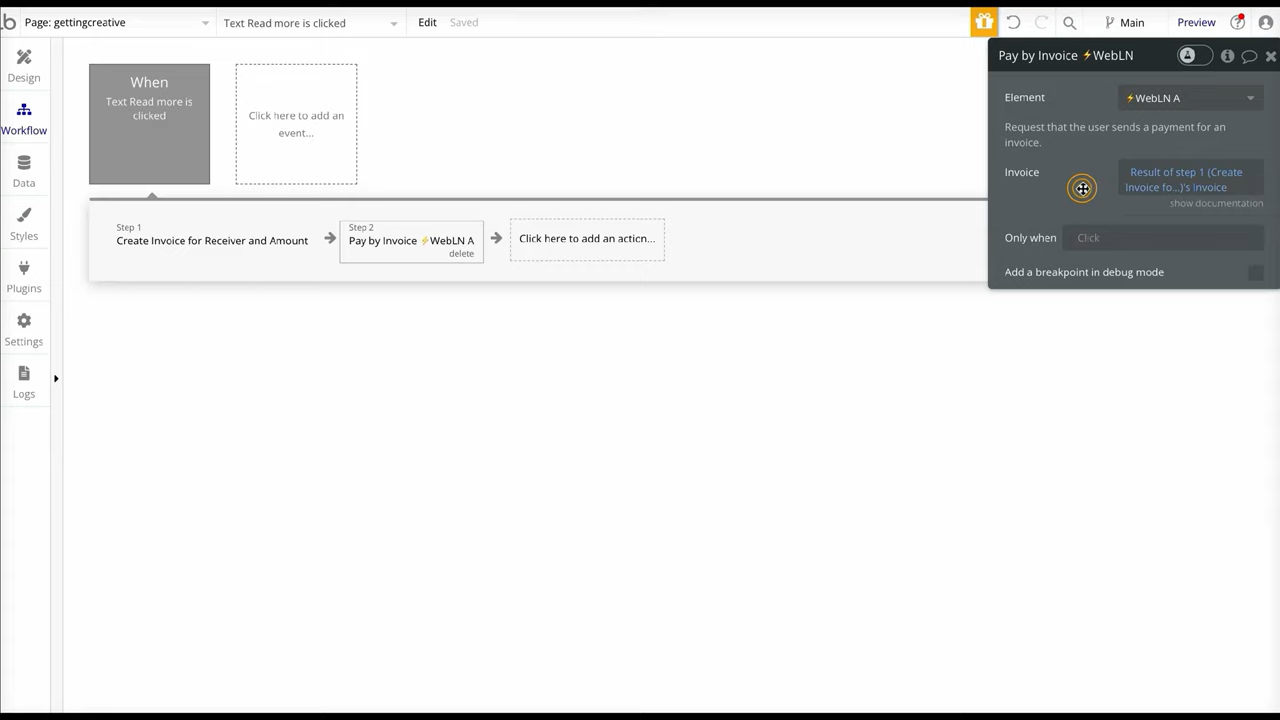 b Page: gettingcreative Text Read more is clicked Edit Saved Main Preview
Design
Workflow
Data
Styles
Plugins
Settings
Logs
When
Text Read more is
clicked
Click here to add an
event...
Step 1
Create Invoice for Receiver and Amount
Step 2
Pay by Invoice ⚡WebLN A
delete
Click here to add an action...
Pay by Invoice ⚡WebLN
Element ⚡WebLN A
Request that the user sends a payment for an
invoice.
Invoice Result of step 1 (Create
Invoice fo...)'s Invoice
show documentation
Only when Click
Add a breakpoint in debug mode